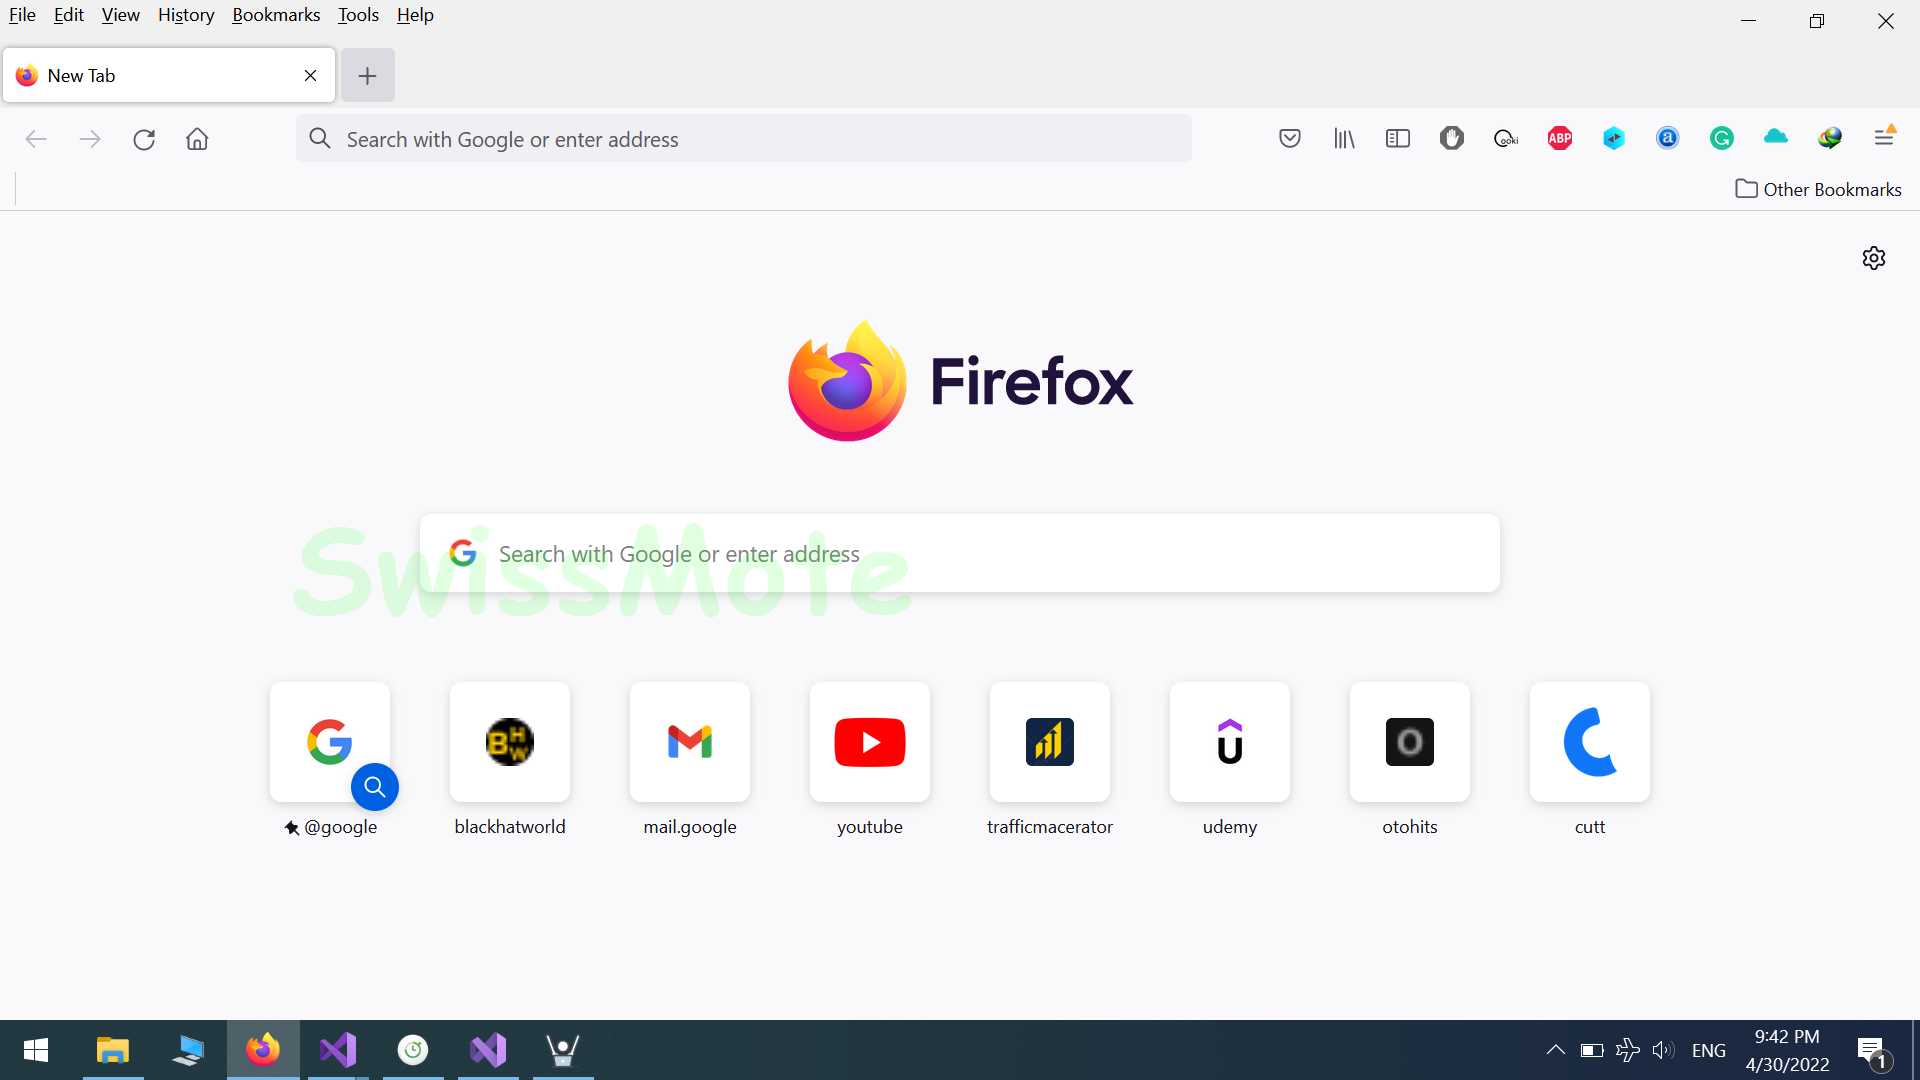 File Edit View History Bookmarks Tools Help
New Tab
Search with Google or enter address
ooki
ABP
a
G
Other Bookmarks
Firefox
Search with Google or enter address
SwissMote
BHW
O
@google blackhatworld mail.google youtube trafficmacerator udemy otohits cutt
ENG
9:42 PM
4/30/2022
1